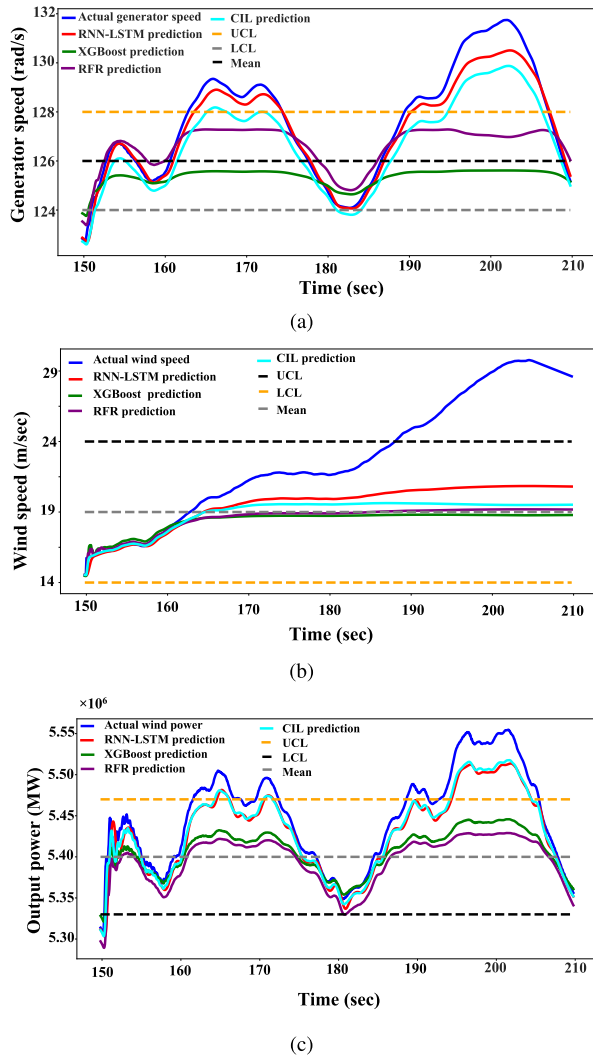 132
Actual generator speed
CIL prediction
RNN-LSTM prediction
UCL
XGBoost prediction
LCL
RFR prediction
Mean
130
128
126
124
122
Generator speed (rad/s)
150 160 170 180 190 200 210
Time (sec)
(a)
Actual wind speed
CIL prediction
RNN-LSTM prediction
UCL
XGBoost prediction
LCL
RFR prediction
Mean
29
24
19
14
Wind speed (m/sec)
150 160 170 180 190 200 210
Time (sec)
(b)
×10⁶
Actual wind power
CIL prediction
RNN-LSTM prediction
UCL
XGBoost prediction
LCL
RFR prediction
Mean
5.55
5.50
5.45
5.40
5.35
5.30
Output power (MW)
150 160 170 180 190 200 210
Time (sec)
(c)